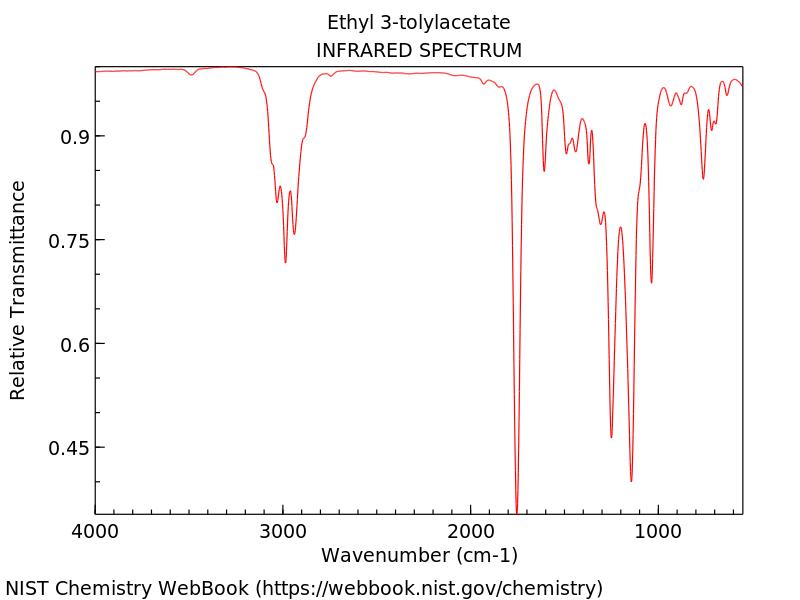 Ethyl 3-tolylacetate
INFRARED SPECTRUM
Relative Transmittance
0.9
0.75
0.6
0.45
4000 3000 2000 1000
Wavenumber (cm-1)
NIST Chemistry WebBook (https://webbook.nist.gov/chemistry)